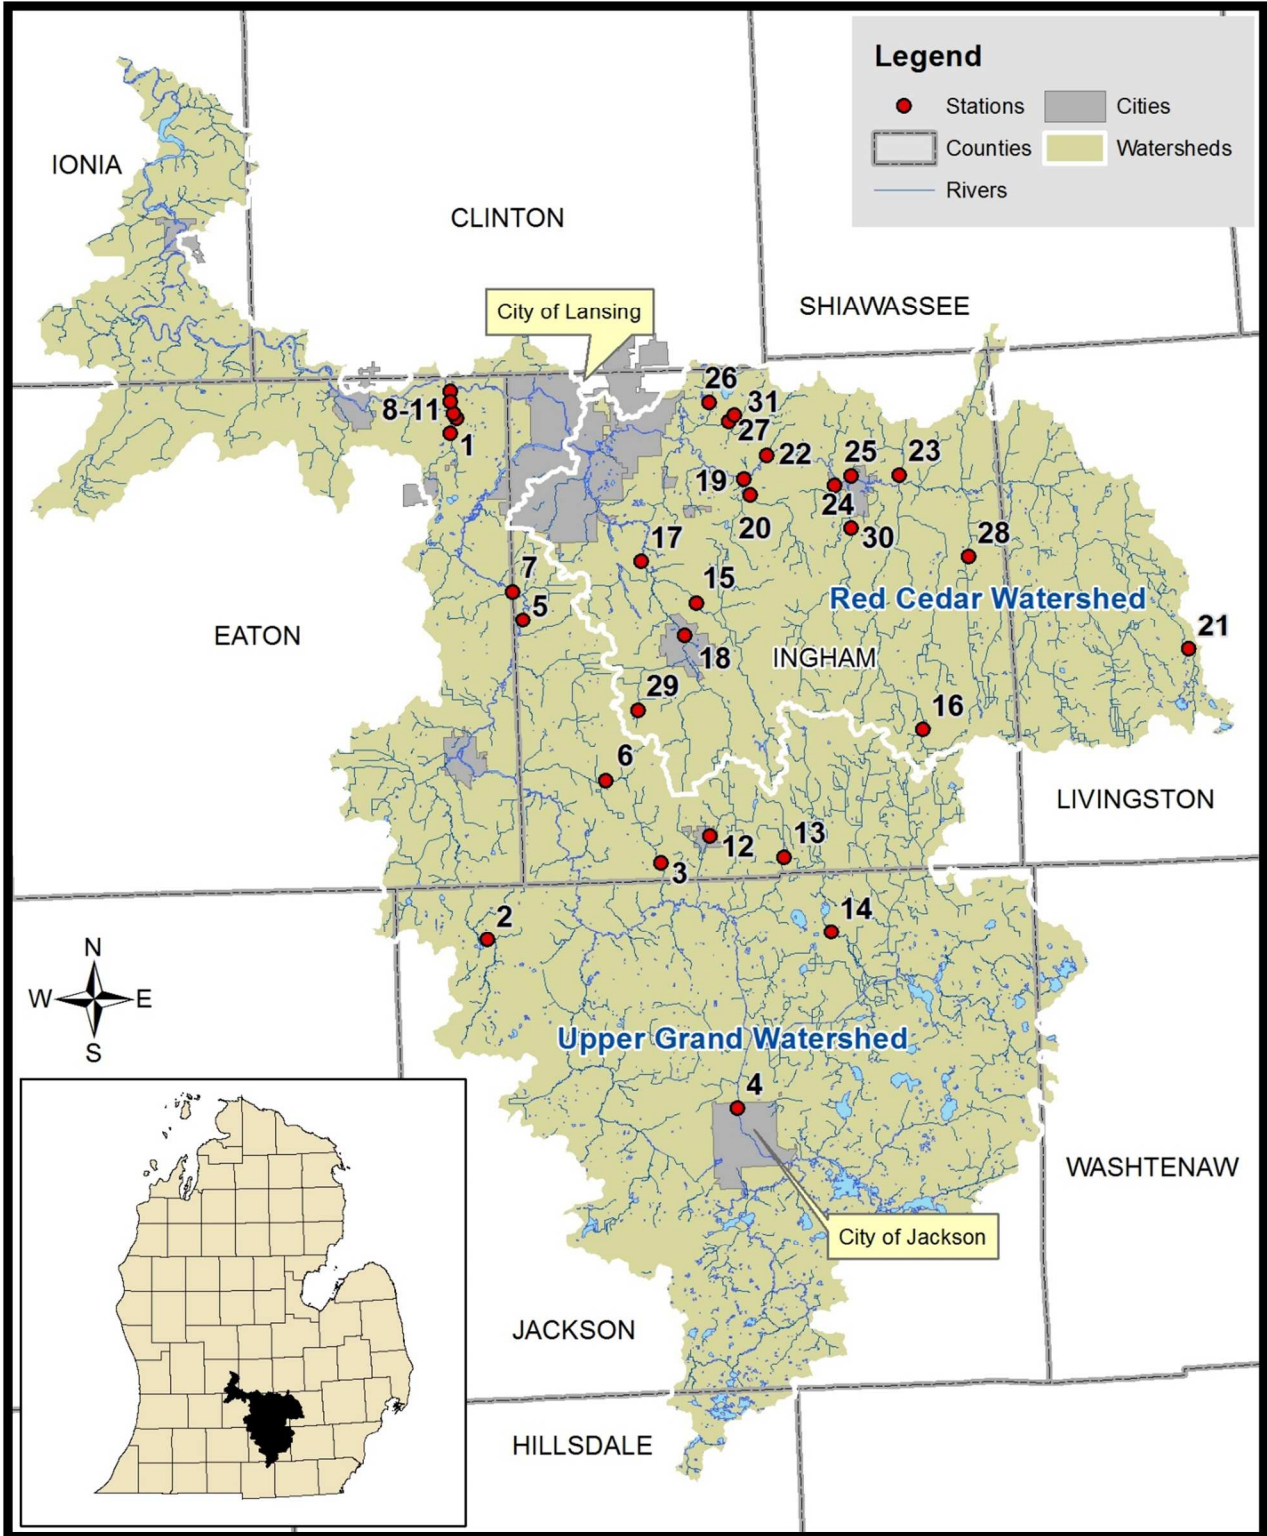 Legend
Stations
Cities
Counties
Watersheds
Rivers
IONIA
CLINTON
City of Lansing
SHIAWASSEE
26
8-11
31
27
1
22
25
23
19
24
20
30
17
28
7
15
Red Cedar Watershed
5
21
EATON
18
INGHAM
29
16
6
LIVINGSTON
12
13
3
2
14
N
W
E
S
Upper Grand Watershed
4
WASHTENAW
City of Jackson
JACKSON
HILLSDALE